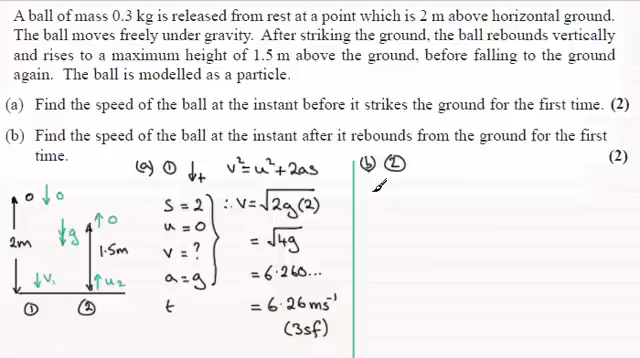 A ball of mass 0.3 kg is released from rest at a point which is 2 m above horizontal ground.
The ball moves freely under gravity. After striking the ground, the ball rebounds vertically
and rises to a maximum height of 1.5 m above the ground, before falling to the ground
again. The ball is modelled as a particle.
(a) Find the speed of the ball at the instant before it strikes the ground for the first time. (2)
(b) Find the speed of the ball at the instant after it rebounds from the ground for the first
time. (2)
(a) ① ↓+ v²=u²+2as
s = 2 ∴ v = √2g(2)
u = 0
v = ? = √4g
a = g = 6.260...
t = 6.26 ms⁻¹
(3sf)
0 ↓0
↓g
↑0
2m
1.5m
↓v₁
↑u₂
①
②
(b) ②